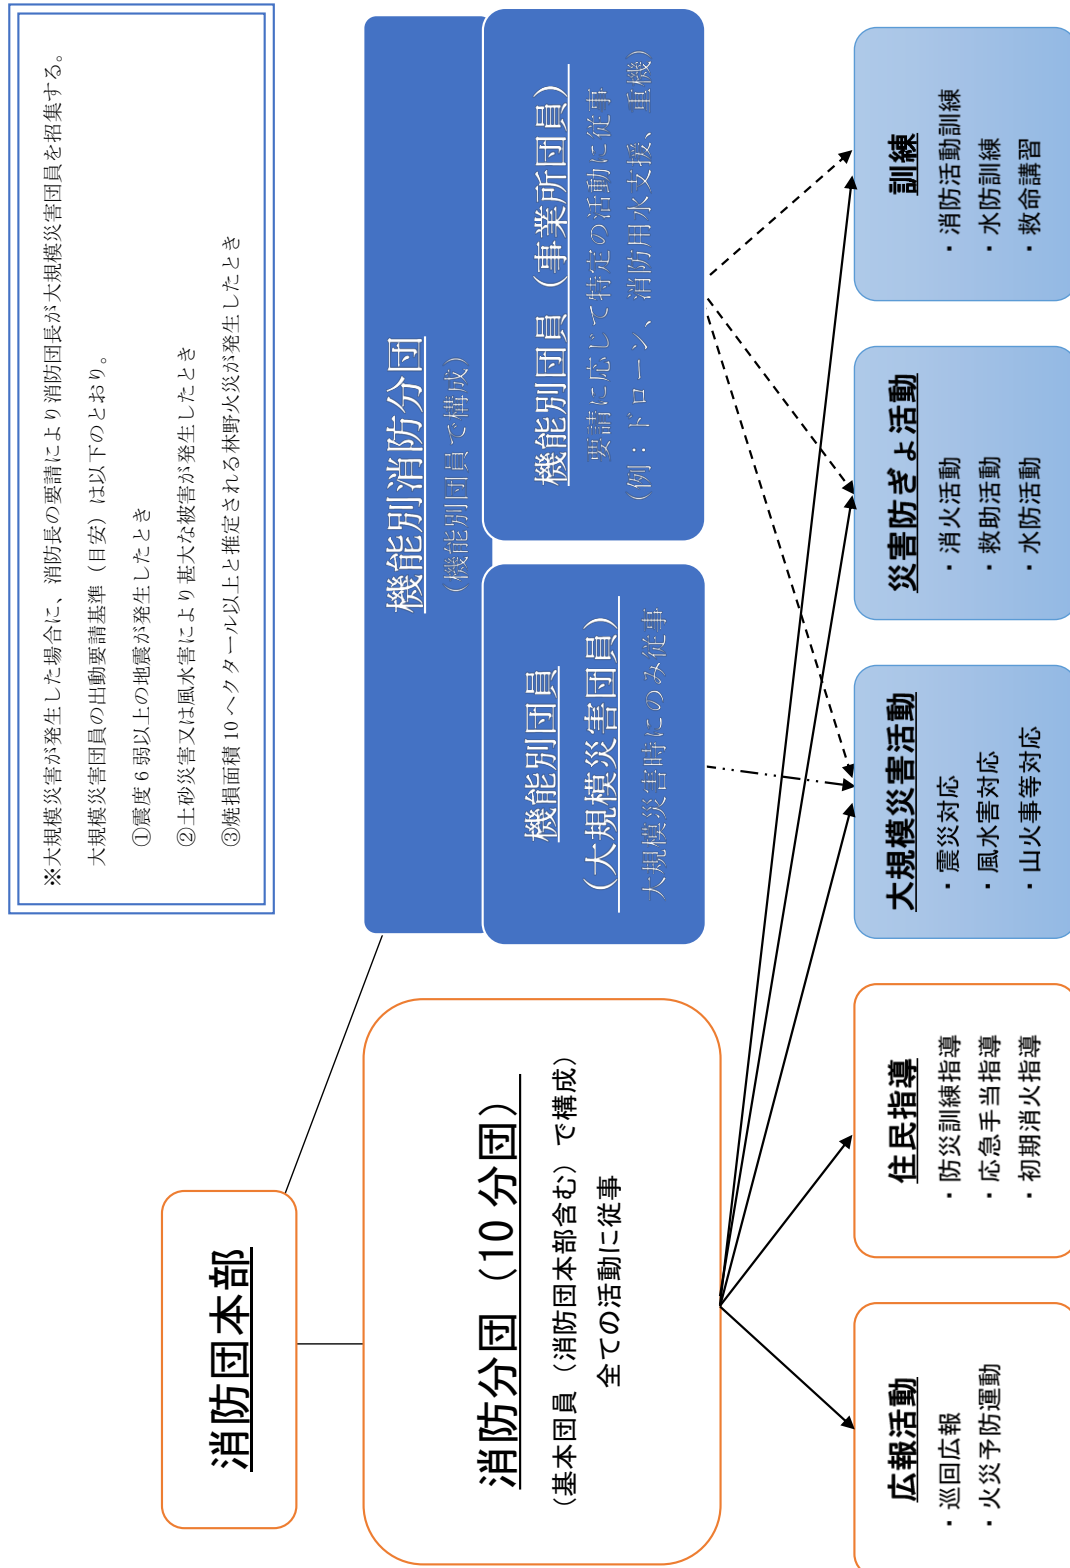 ※大規模災害が発生した場合に、消防長の要請により消防団長が大規模災害団員を招集する。
大規模災害団員の出動要請基準（目安）は以下のとおり。
①震度6弱以上の地震が発生したとき
②土砂災害又は風水害により甚大な被害が発生したとき
③焼損面積10ヘクタール以上と推定される林野火災が発生したとき
消防団本部
消防分団（10分団）
（基本団員（消防団本部含む）で構成）
全ての活動に従事
機能別消防分団
（機能別団員で構成）
機能別団員
（大規模災害団員）
大規模災害時にのみ従事
機能別団員（事業所団員）
要請に応じて特定の活動に従事
（例：ドローン、消防用水支援、重機）
広報活動
・巡回広報
・火災予防運動
住民指導
・防災訓練指導
・応急手当指導
・初期消火指導
大規模災害活動
・震災対応
・風水害対応
・山火事等対応
災害防ぎょ活動
・消火活動
・救助活動
・水防活動
訓練
・消防活動訓練
・水防訓練
・救命講習